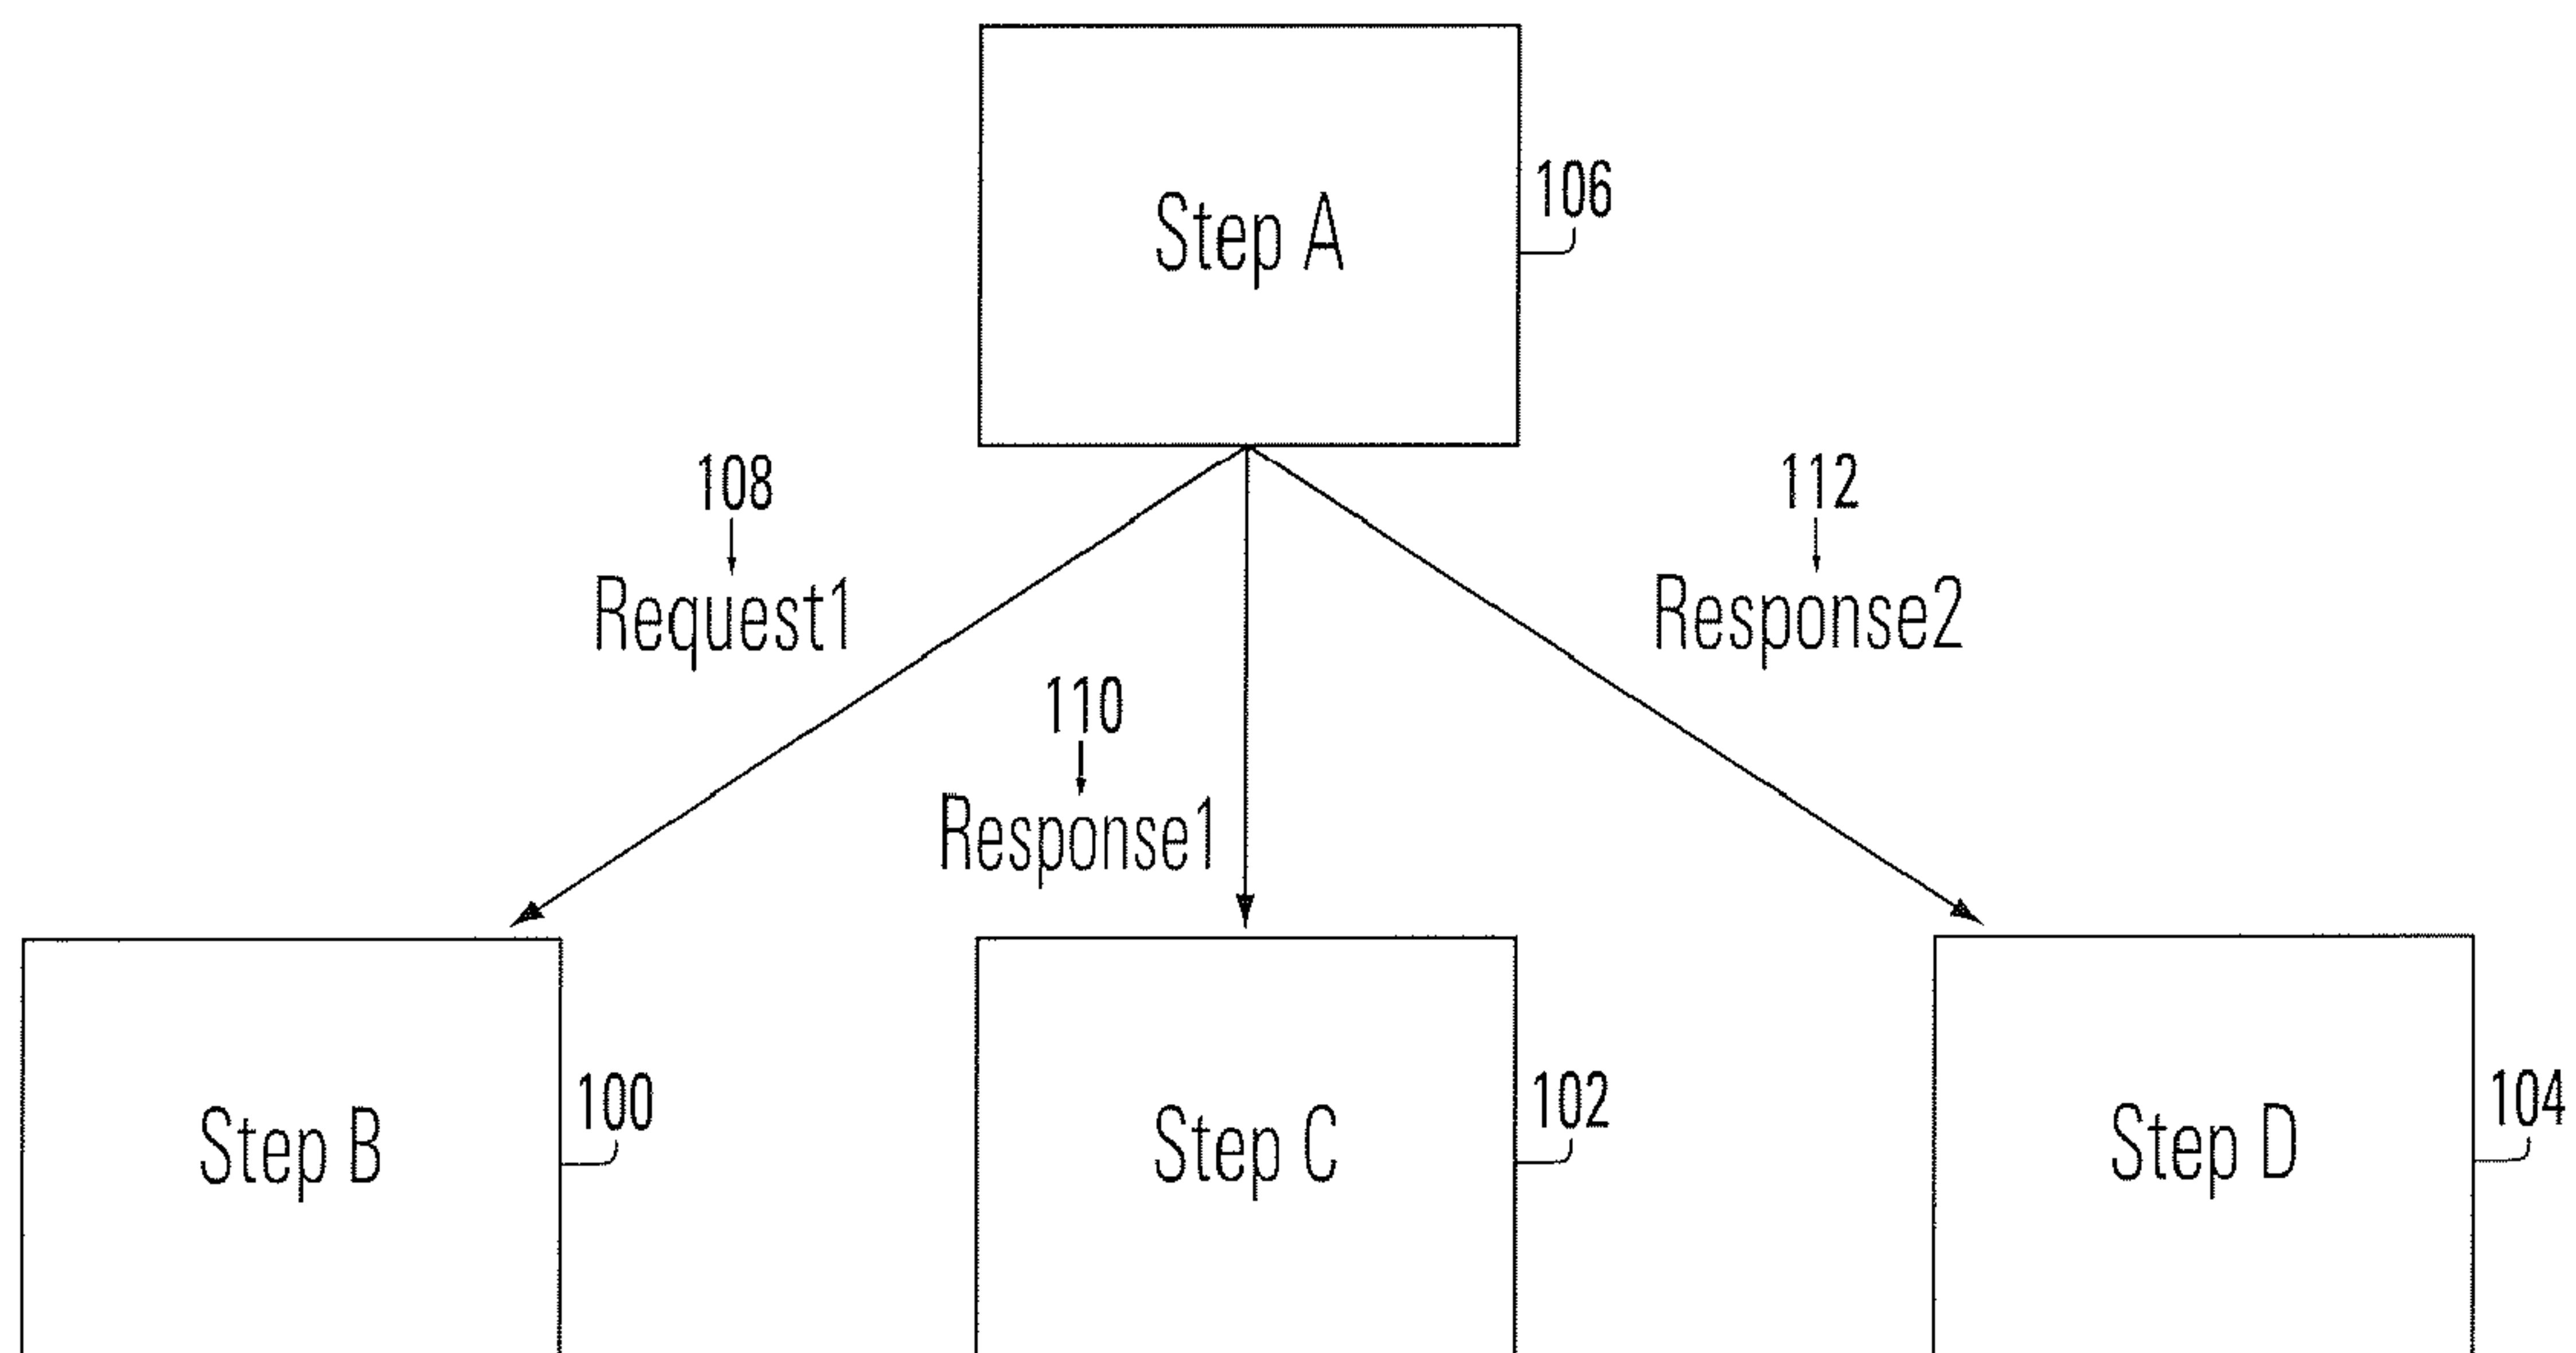 Step A
106
108
112
Request1
Response2
110
Response1
Step B
100
Step C
102
Step D
104